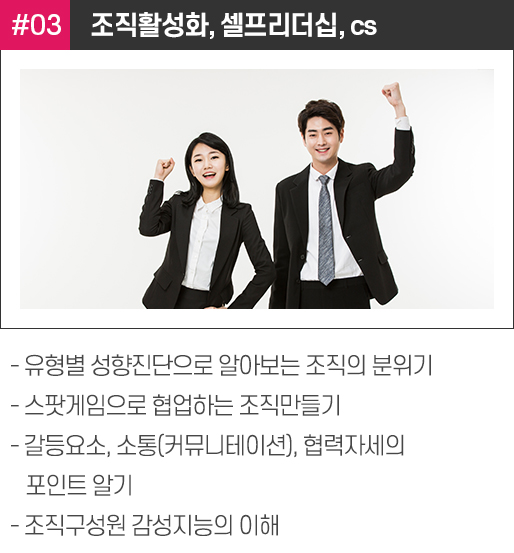 #03 조직활성화, 셀프리더십, cs
- 유형별 성향진단으로 알아보는 조직의 분위기
- 스팟게임으로 협업하는 조직만들기
- 갈등요소, 소통(커뮤니테이션), 협력자세의
포인트 알기
- 조직구성원 감성지능의 이해